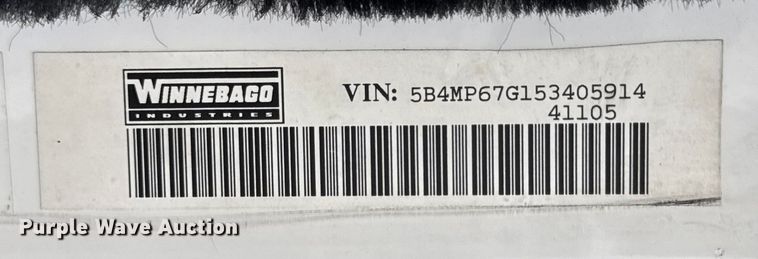 WINNEBAGO
INDUSTRIES
VIN: 5B4MP67G153405914
41105
Purple Wave Auction